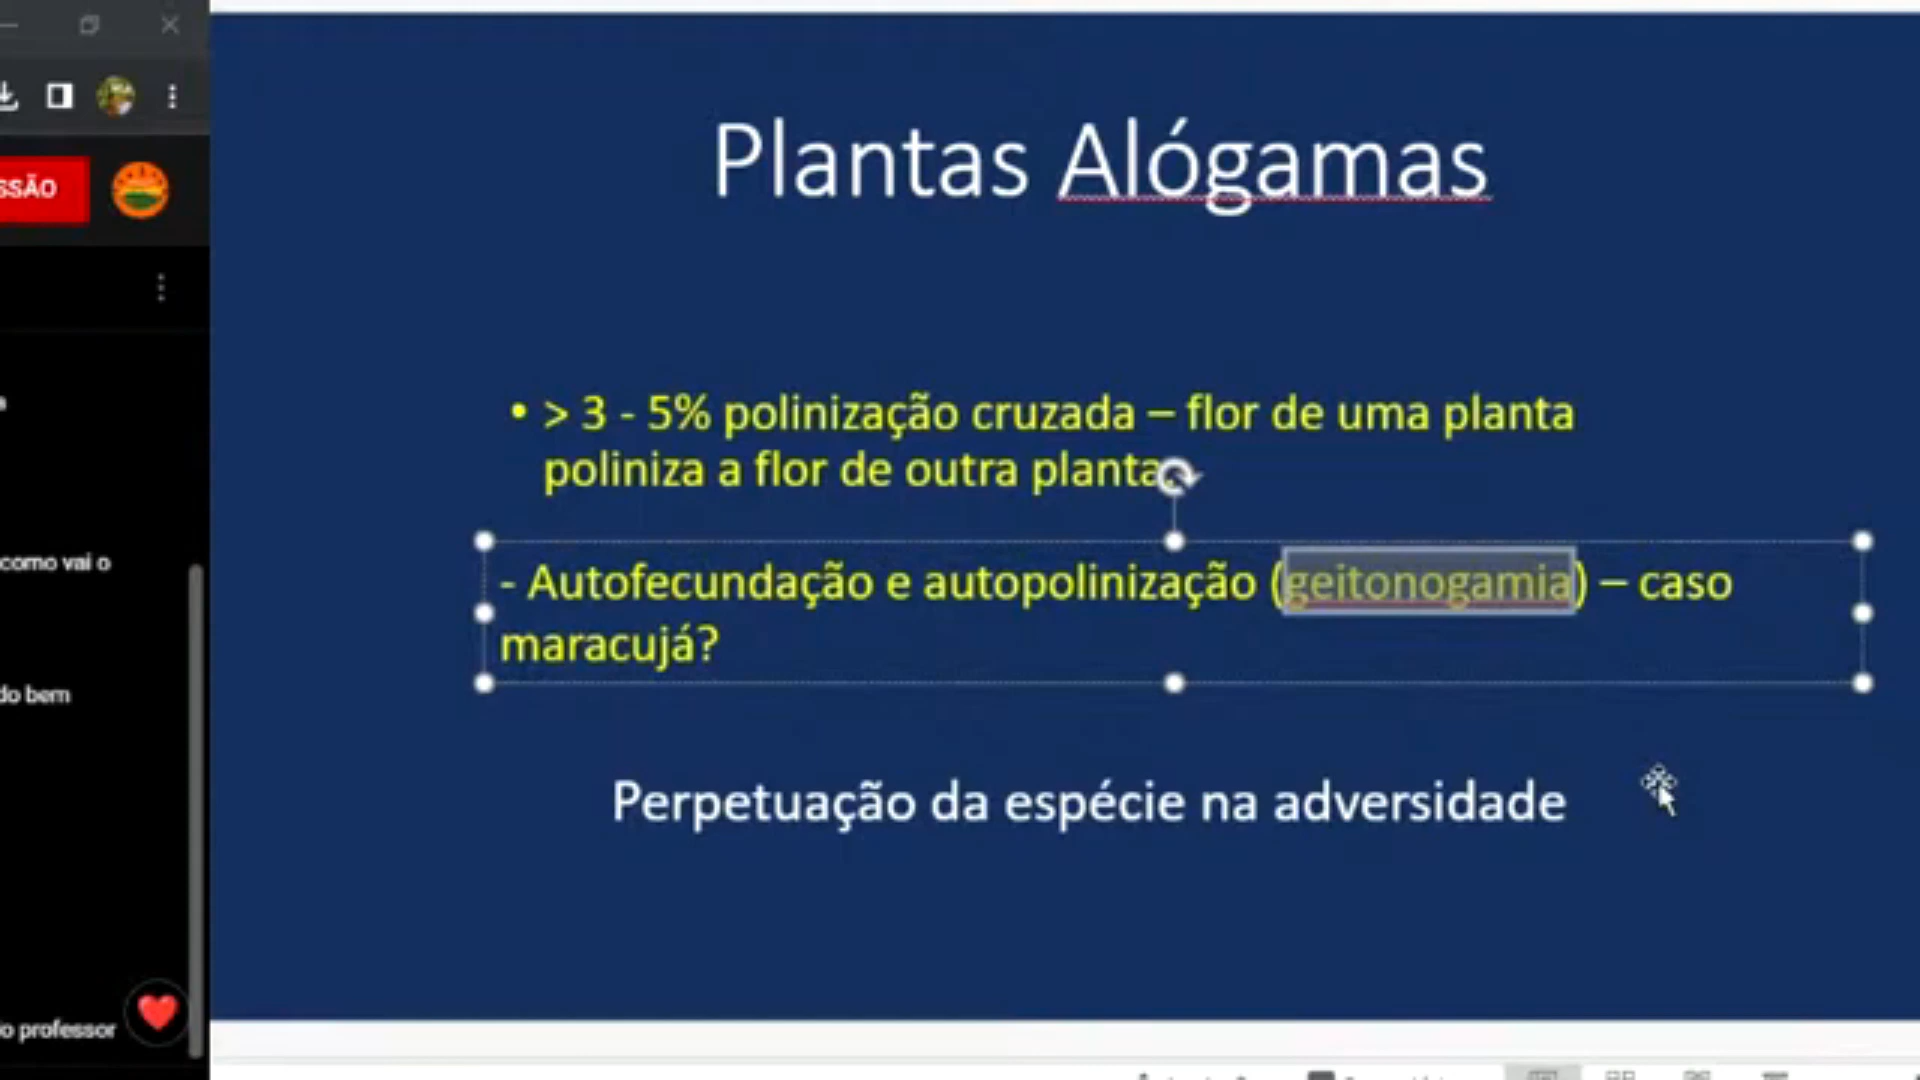 SSÃO
Plantas Alógamas
• > 3 - 5% polinização cruzada – flor de uma planta
poliniza a flor de outra planta
- Autofecundação e autopolinização (geitonogamia) – caso
maracujá?
Perpetuação da espécie na adversidade
como vai o
do bem
o professor